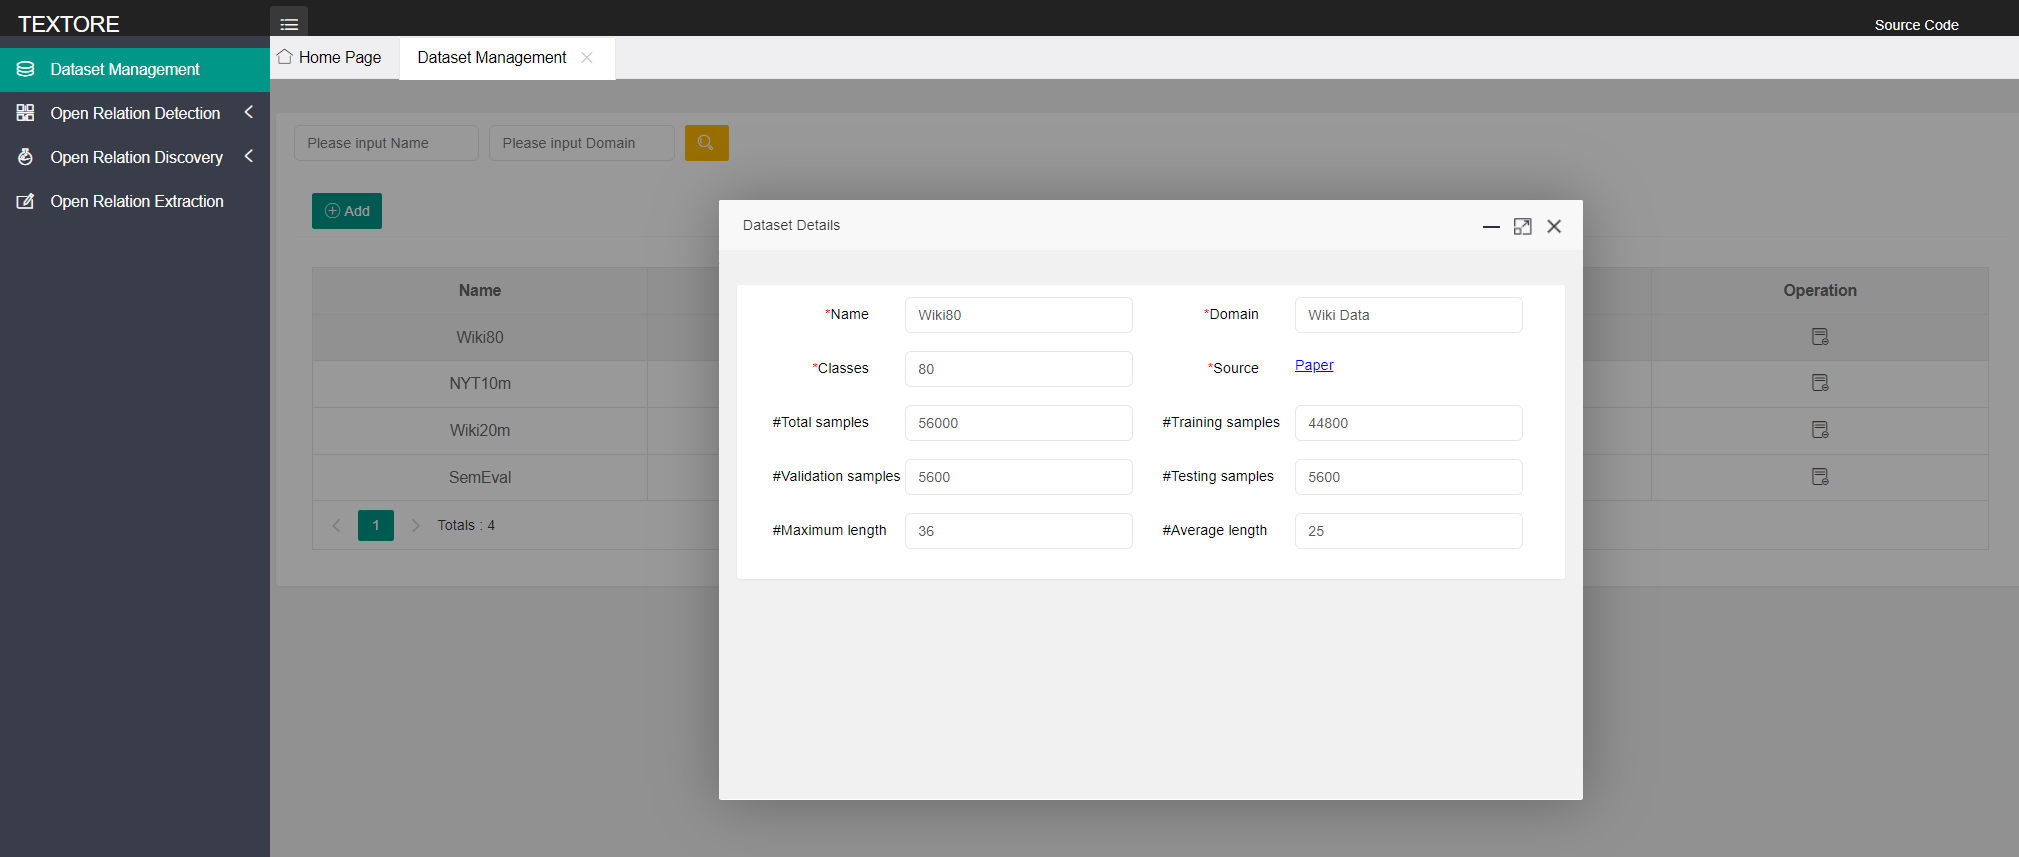 TEXTORE
Source Code
Dataset Management
Open Relation Detection
Open Relation Discovery
Open Relation Extraction
Home Page
Dataset Management
Please input Name
Please input Domain
Add
Name
Operation
Wiki80
NYT10m
Wiki20m
SemEval
1
Totals : 4
Dataset Details
*Name Wiki80
*Domain Wiki Data
*Classes 80
*Source Paper
#Total samples 56000
#Training samples 44800
#Validation samples 5600
#Testing samples 5600
#Maximum length 36
#Average length 25